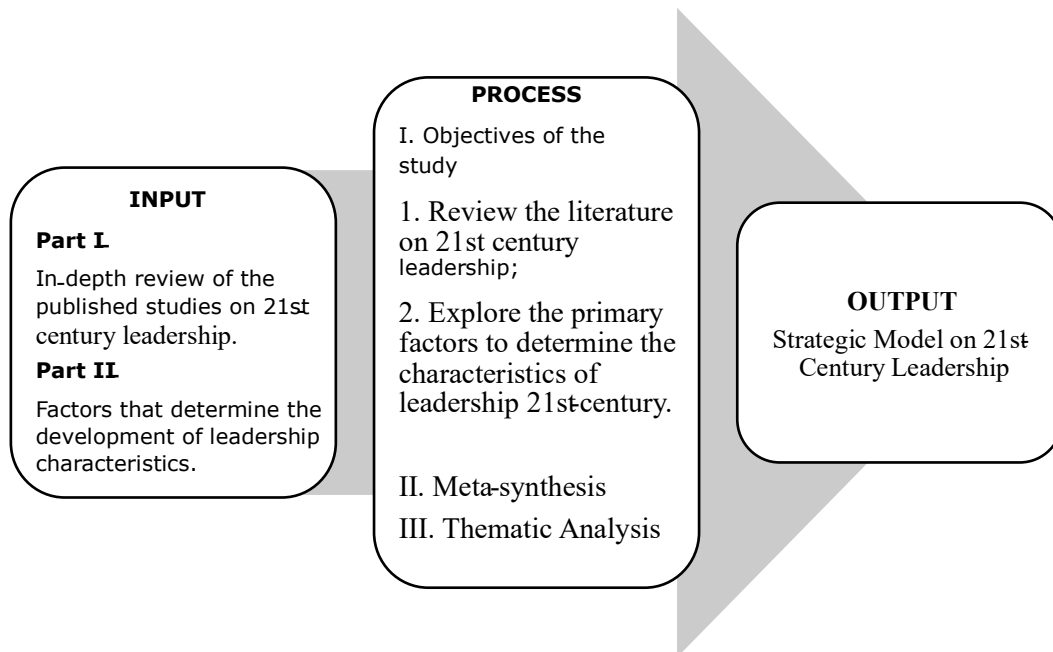 INPUT
Part I.
In-depth review of the
published studies on 21st
century leadership.
Part II.
Factors that determine the
development of leadership
characteristics.
PROCESS
I. Objectives of the
study
1. Review the literature
on 21st century
leadership;
2. Explore the primary
factors to determine the
characteristics of
leadership 21st-century.
II. Meta-synthesis
III. Thematic Analysis
OUTPUT
Strategic Model on 21st-
Century Leadership